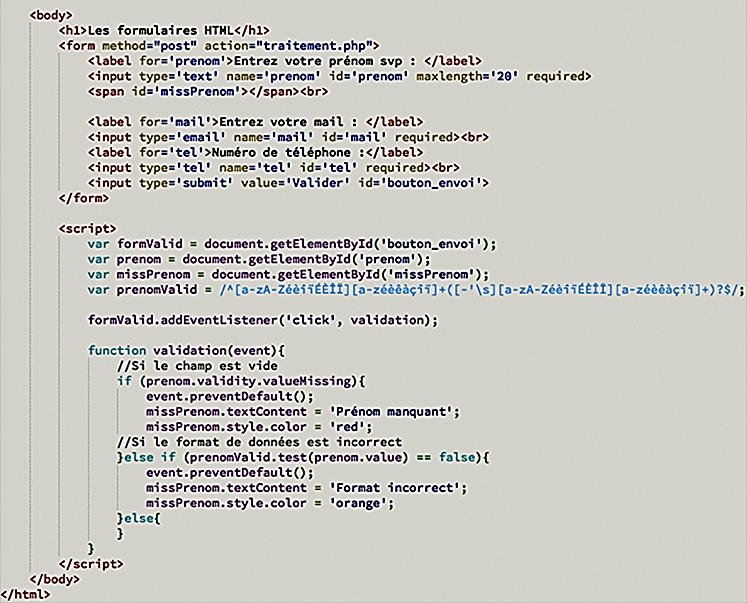 <body>
<h1>Les formulaires HTML</h1>
<form method="post" action="traitement.php">
<label for='prenom'>Entrez votre prénom svp : </label>
<input type='text' name='prenom' id='prenom' maxlength='20' required>
<span id='missPrenom'></span><br>
<label for='mail'>Entrez votre mail : </label>
<input type='email' name='mail' id='mail' required><br>
<label for='tel'>Numéro de téléphone :</label>
<input type='tel' name='tel' id='tel' required><br>
<input type='submit' value='Valider' id='bouton_envoi'>
</form>
<script>
var formValid = document.getElementById('bouton_envoi');
var prenom = document.getElementById('prenom');
var missPrenom = document.getElementById('missPrenom');
var prenomValid = /^[a-zA-ZéèîïÉÈÎÏ][a-zéèêàçîï]+([-'\s][a-zA-ZéèîïÉÈÎÏ][a-zéèêàçîï]+)?$/;
formValid.addEventListener('click', validation);
function validation(event){
//Si le champ est vide
if (prenom.validity.valueMissing){
event.preventDefault();
missPrenom.textContent = 'Prénom manquant';
missPrenom.style.color = 'red';
//Si le format de données est incorrect
}else if (prenomValid.test(prenom.value) == false){
event.preventDefault();
missPrenom.textContent = 'Format incorrect';
missPrenom.style.color = 'orange';
}else{
}
}
</script>
</body>
</html>